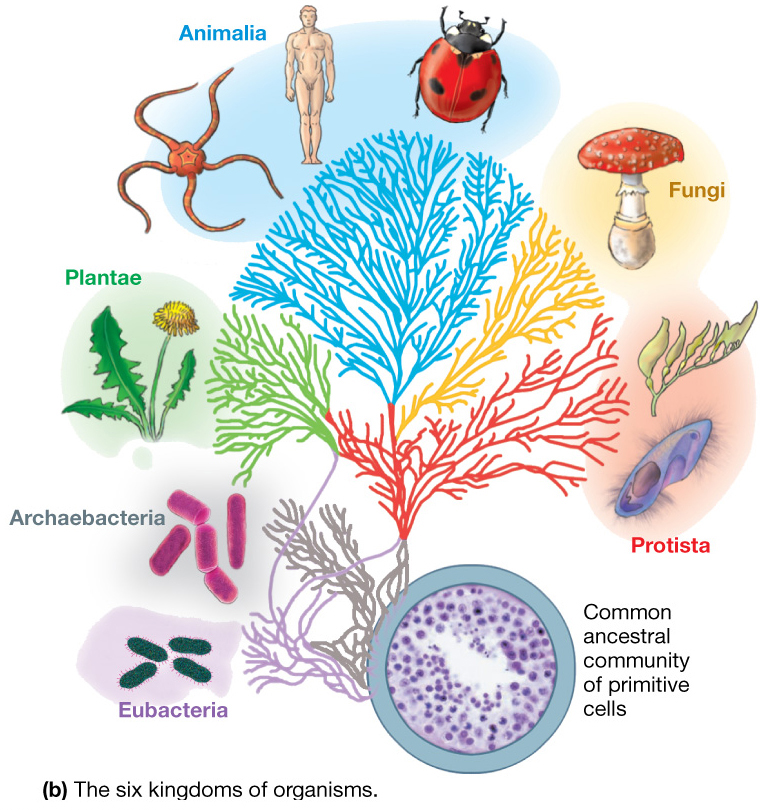 Animalia
Fungi
Plantae
Archaebacteria
Protista
Eubacteria
Common
ancestral
community
of primitive
cells
(b) The six kingdoms of organisms.